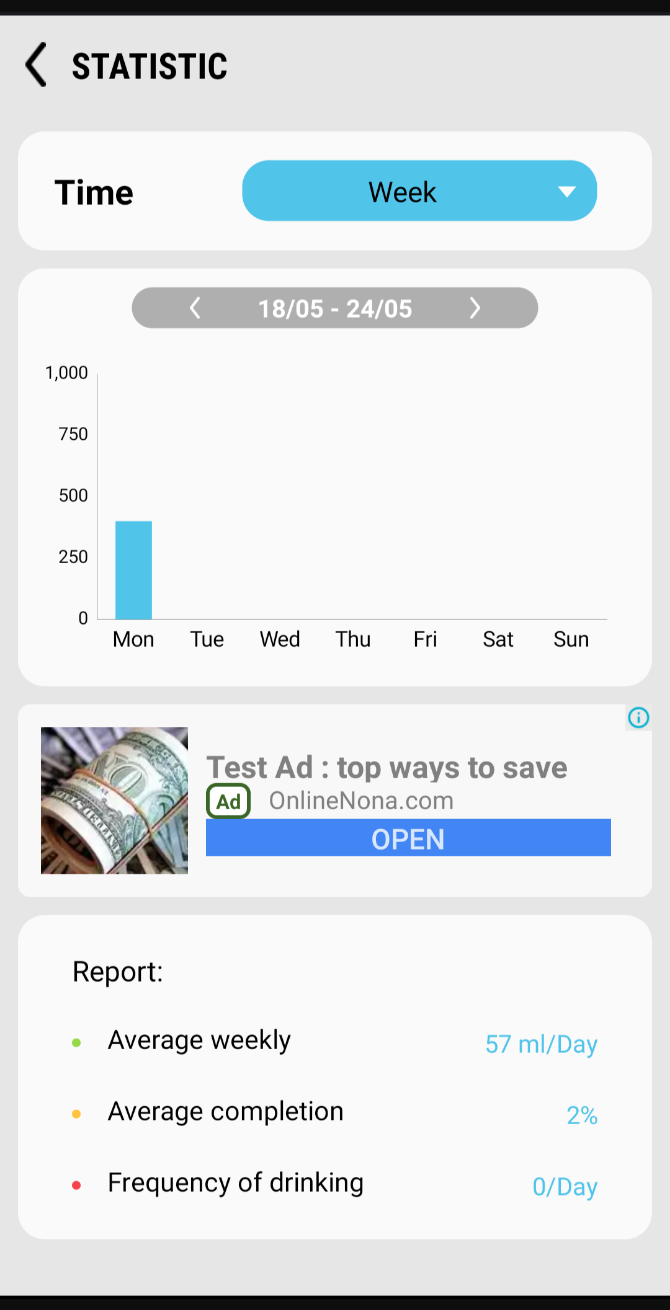 STATISTIC
Time
Week
18/05 - 24/05
1,000
750
500
250
0
Mon Tue Wed Thu Fri Sat Sun
Test Ad : top ways to save
Ad OnlineNona.com
OPEN
Report:
Average weekly 57 ml/Day
Average completion 2%
Frequency of drinking 0/Day